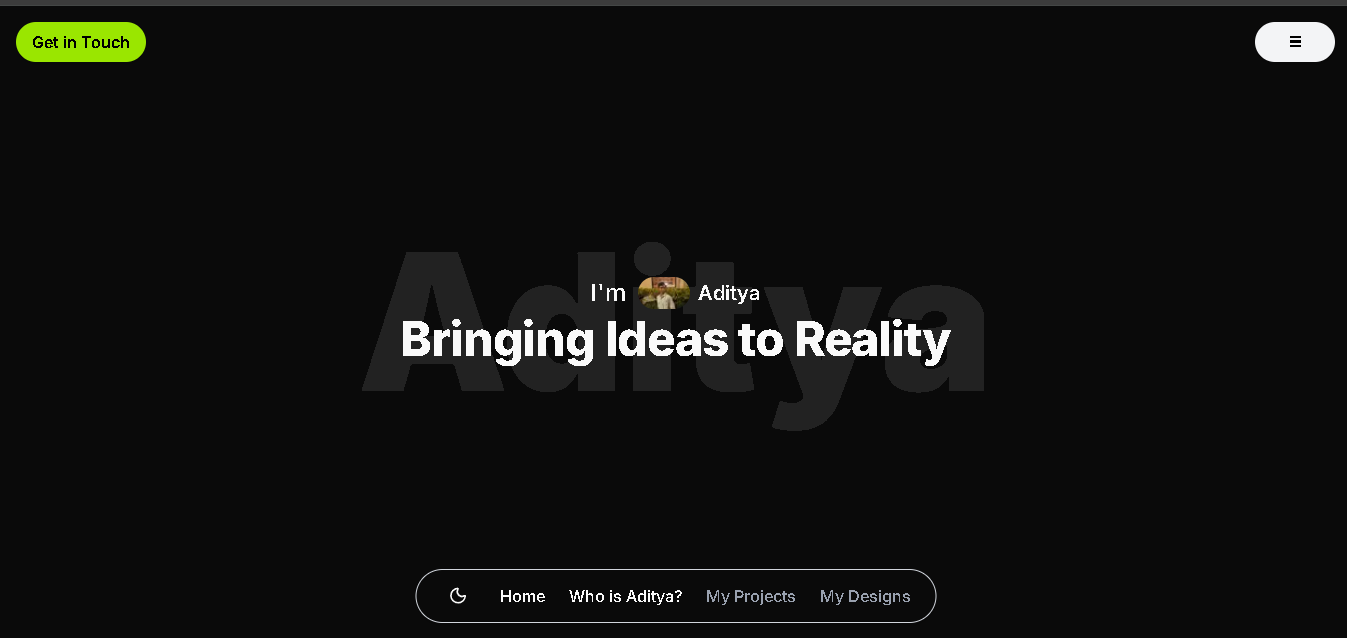 Get in Touch
Aditya
I'm Aditya
Bringing Ideas to Reality
Home Who is Aditya? My Projects My Designs